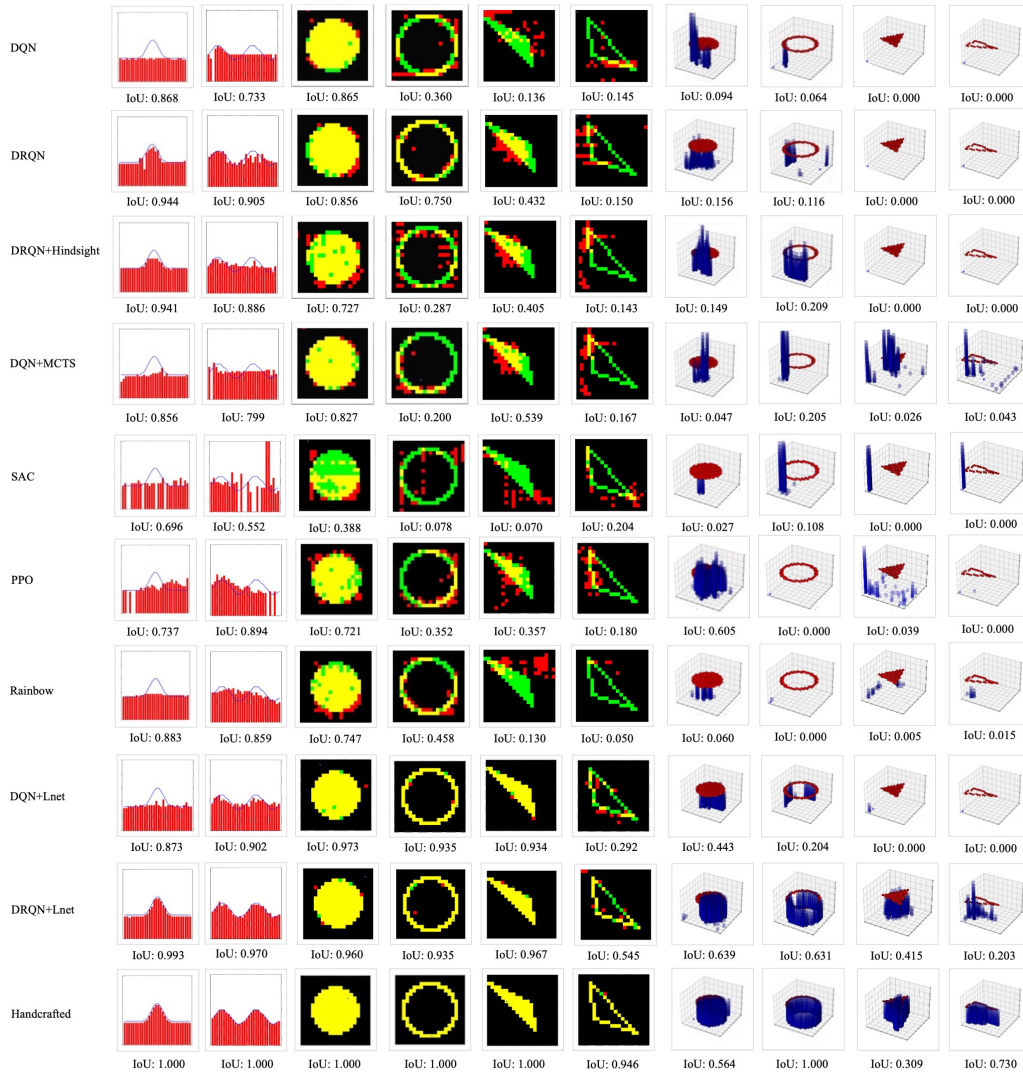 DQN
IoU: 0.868 IoU: 0.733 IoU: 0.865 IoU: 0.360 IoU: 0.136 IoU: 0.145 IoU: 0.094 IoU: 0.064 IoU: 0.000 IoU: 0.000
DRQN
IoU: 0.944 IoU: 0.905 IoU: 0.856 IoU: 0.750 IoU: 0.432 IoU: 0.150 IoU: 0.156 IoU: 0.116 IoU: 0.000 IoU: 0.000
DRQN+Hindsight
IoU: 0.941 IoU: 0.886 IoU: 0.727 IoU: 0.287 IoU: 0.405 IoU: 0.143 IoU: 0.149 IoU: 0.209 IoU: 0.000 IoU: 0.000
DQN+MCTS
IoU: 0.856 IoU: 799 IoU: 0.827 IoU: 0.200 IoU: 0.539 IoU: 0.167 IoU: 0.047 IoU: 0.205 IoU: 0.026 IoU: 0.043
SAC
IoU: 0.696 IoU: 0.552 IoU: 0.388 IoU: 0.078 IoU: 0.070 IoU: 0.204 IoU: 0.027 IoU: 0.108 IoU: 0.000 IoU: 0.000
PPO
IoU: 0.737 IoU: 0.894 IoU: 0.721 IoU: 0.352 IoU: 0.357 IoU: 0.180 IoU: 0.605 IoU: 0.000 IoU: 0.039 IoU: 0.000
Rainbow
IoU: 0.883 IoU: 0.859 IoU: 0.747 IoU: 0.458 IoU: 0.130 IoU: 0.050 IoU: 0.060 IoU: 0.000 IoU: 0.005 IoU: 0.015
DQN+Lnet
IoU: 0.873 IoU: 0.902 IoU: 0.973 IoU: 0.935 IoU: 0.934 IoU: 0.292 IoU: 0.443 IoU: 0.204 IoU: 0.000 IoU: 0.000
DRQN+Lnet
IoU: 0.993 IoU: 0.970 IoU: 0.960 IoU: 0.935 IoU: 0.967 IoU: 0.545 IoU: 0.639 IoU: 0.631 IoU: 0.415 IoU: 0.203
Handcrafted
IoU: 1.000 IoU: 1.000 IoU: 1.000 IoU: 1.000 IoU: 1.000 IoU: 0.946 IoU: 0.564 IoU: 1.000 IoU: 0.309 IoU: 0.730